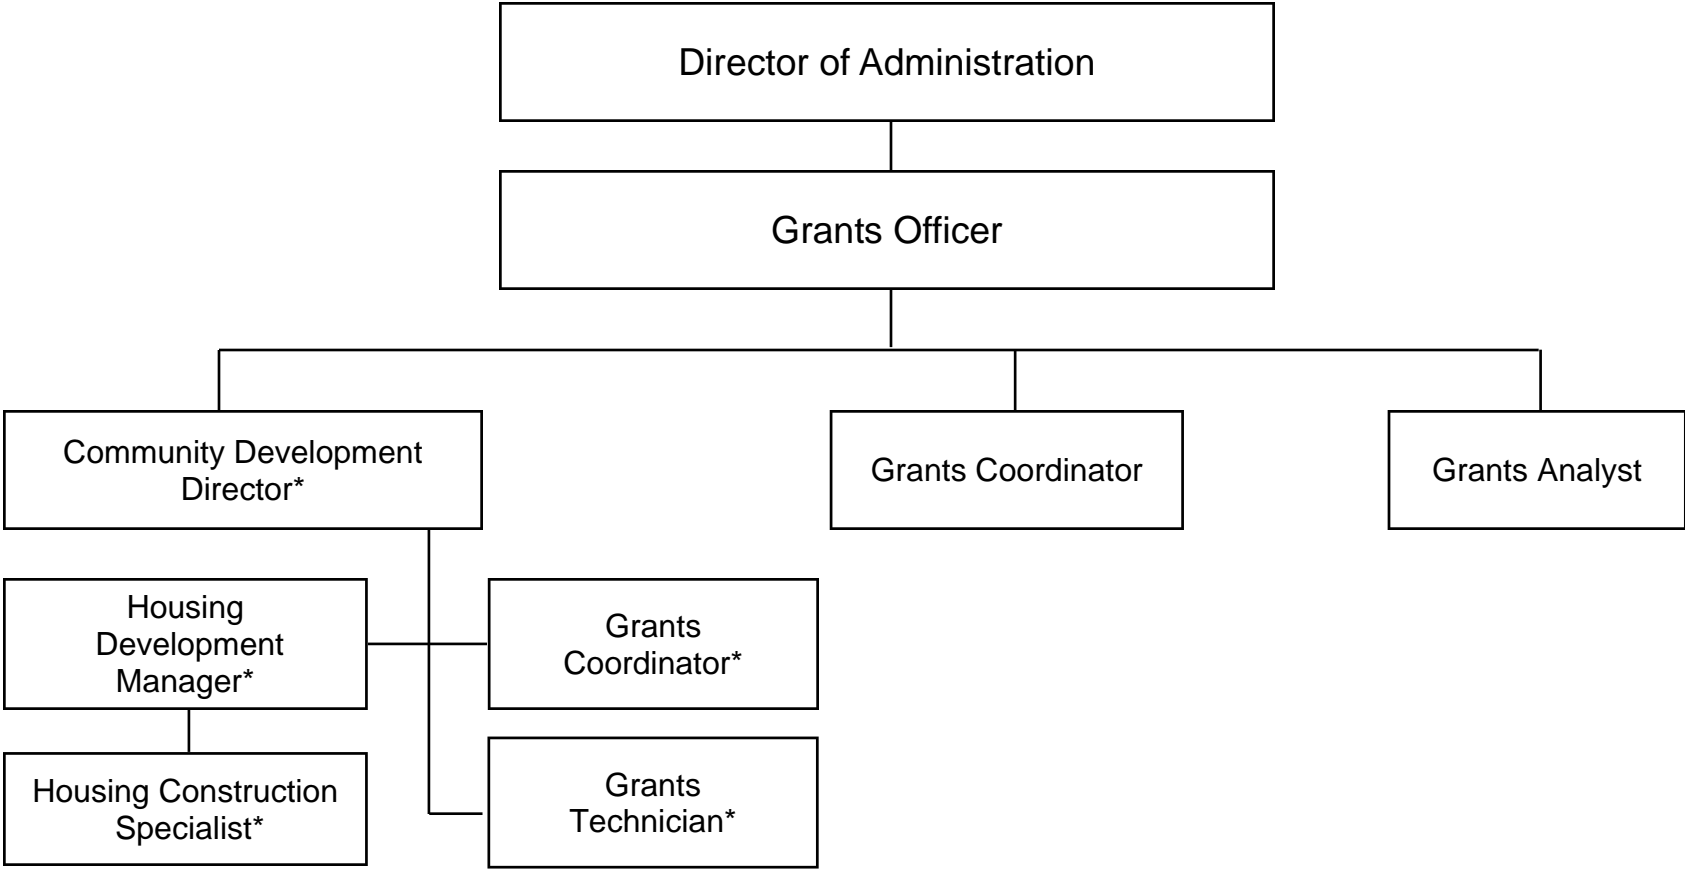 Director of Administration
Grants Officer
Community Development
Director*
Grants Coordinator
Grants Analyst
Housing
Development
Manager*
Grants
Coordinator*
Housing Construction
Specialist*
Grants
Technician*